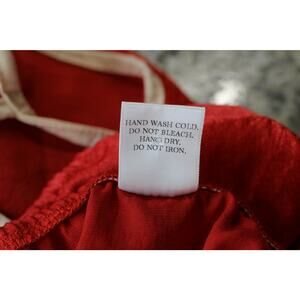 HAND WASH COLD.
DO NOT BLEACH.
HANG DRY.
DO NOT IRON.